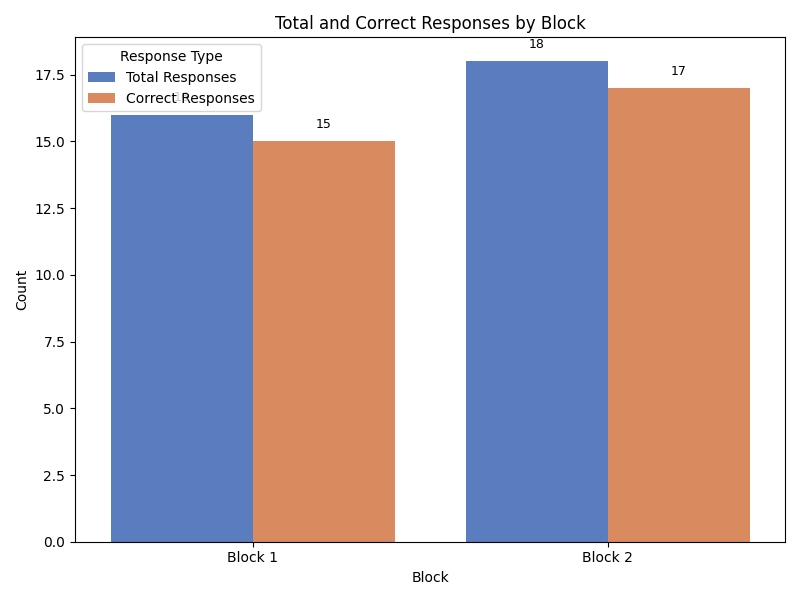 Total and Correct Responses by Block
Response Type
Total Responses
Correct Responses
18
17
15
17.5
15.0
12.5
10.0
7.5
5.0
2.5
0.0
Count
Block 1
Block 2
Block